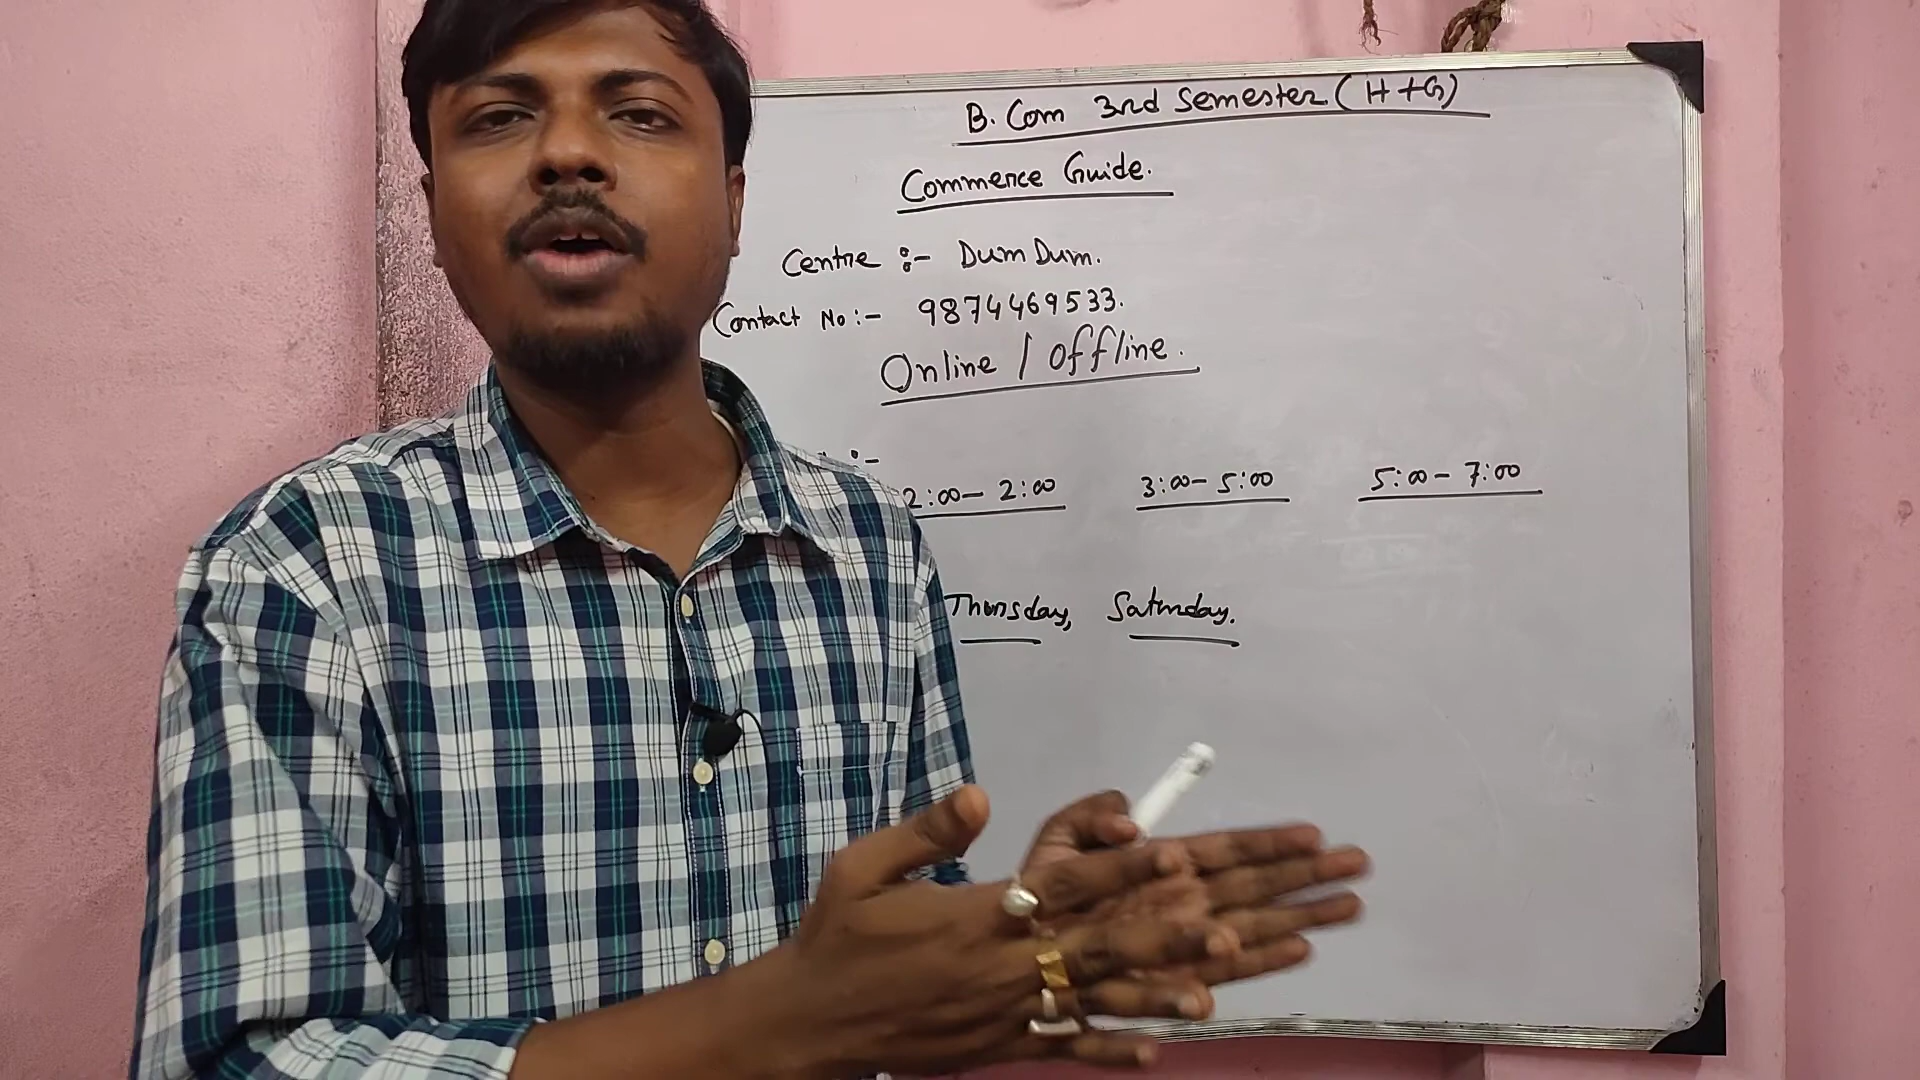 B. Com 3rd Semester (H+G)
Commerce Guide.
Centre :- Dum Dum.
Contact No:- 9874469533.
Online / Offline.
:-
2:00 - 2:00 3:00 - 5:00 5:00 - 7:00
Thursday, Saturday.